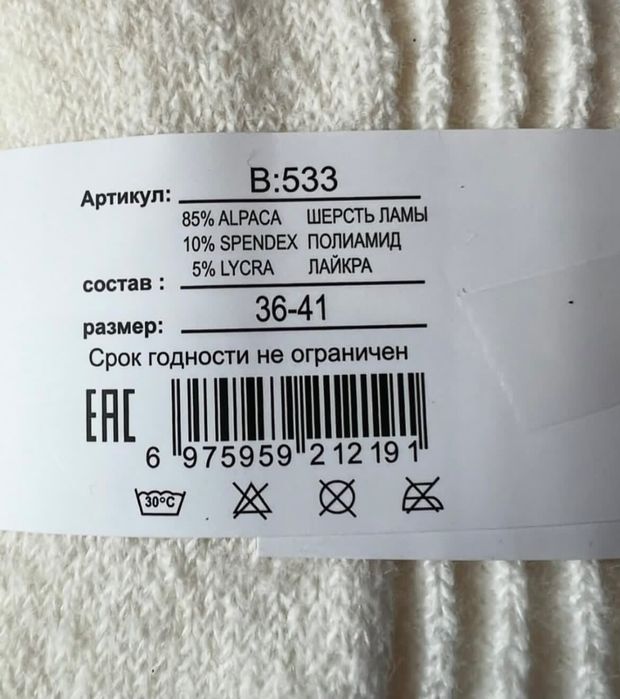 Артикул: B:533
85% ALPACA ШЕРСТЬ ЛАМЫ
10% SPENDEX ПОЛИАМИД
5% LYCRA ЛАЙКРА
состав :
размер: 36-41
Срок годности не ограничен
EAC
6 975959 212191
30°C